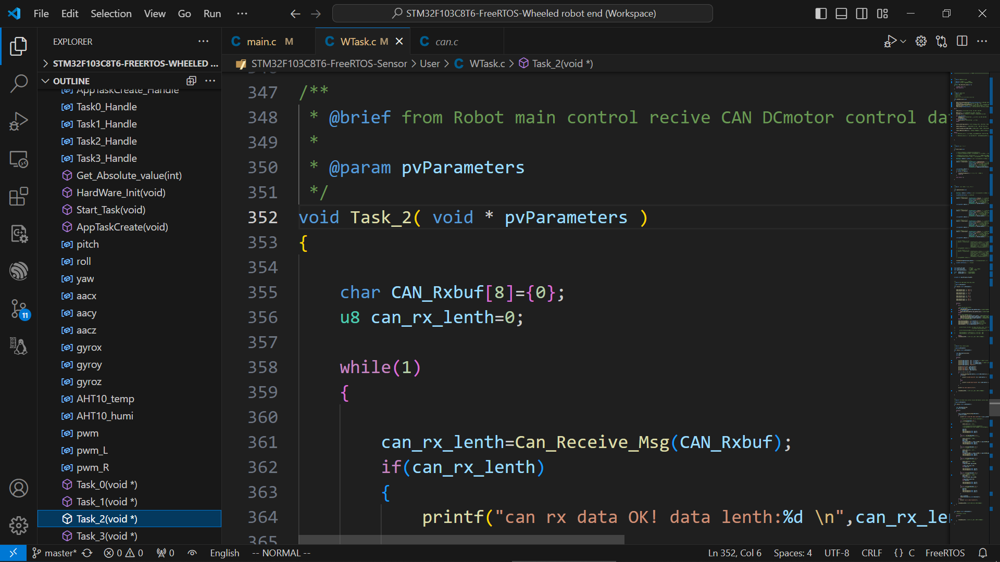 File Edit Selection View Go Run ···
STM32F103C8T6-FreeRTOS-Wheeled robot end (Workspace)
EXPLORER
STM32F103C8T6-FREERTOS-WHEELED ...
OUTLINE
AppTaskCreate_Handle
Task0_Handle
Task1_Handle
Task2_Handle
Task3_Handle
Get_Absolute_value(int)
HardWare_Init(void)
Start_Task(void)
AppTaskCreate(void)
pitch
roll
yaw
aacx
aacy
aacz
gyrox
gyroy
gyroz
AHT10_temp
AHT10_humi
pwm
pwm_L
pwm_R
Task_0(void *)
Task_1(void *)
Task_2(void *)
Task_3(void *)
11
C main.c M
C WTask.c M
C can.c
STM32F103C8T6-FreeRTOS-Sensor > User > C WTask.c > Task_2(void *)
347 /**
348 * @brief from Robot main control recive CAN DCmotor control da
349 *
350 * @param pvParameters
351 */
352 void Task_2( void * pvParameters )
353 {
354
355 char CAN_Rxbuf[8]={0};
356 u8 can_rx_lenth=0;
357
358 while(1)
359 {
360
361 can_rx_lenth=Can_Receive_Msg(CAN_Rxbuf);
362 if(can_rx_lenth)
363 {
364 printf("can rx data OK! data lenth:%d \n",can_rx_le
365
master* 0 0 0 English -- NORMAL -- Ln 352, Col 6 Spaces: 4 UTF-8 CRLF {} C FreeRTOS